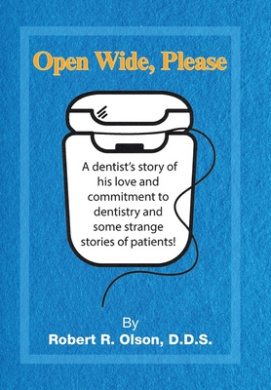 Open Wide, Please
A dentist's story of
his love and
commitment to
dentistry and
some strange
stories of patients!
By
Robert R. Olson, D.D.S.